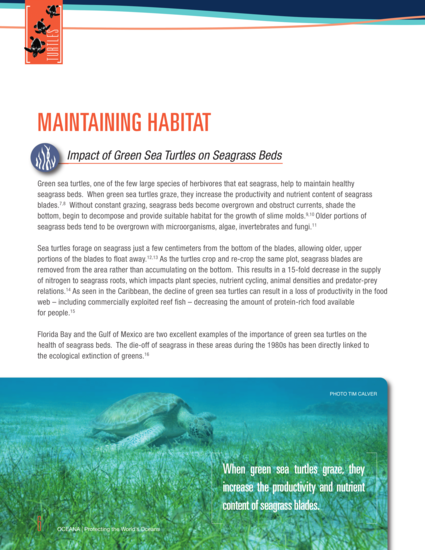 TURTLES
MAINTAINING HABITAT
Impact of Green Sea Turtles on Seagrass Beds
Green sea turtles, one of the few large species of herbivores that eat seagrass, help to maintain healthy
seagrass beds. When green sea turtles graze, they increase the productivity and nutrient content of seagrass
blades.7,8 Without constant grazing, seagrass beds become overgrown and obstruct currents, shade the
bottom, begin to decompose and provide suitable habitat for the growth of slime molds.9,10 Older portions of
seagrass beds tend to be overgrown with microorganisms, algae, invertebrates and fungi.11
Sea turtles forage on seagrass just a few centimeters from the bottom of the blades, allowing older, upper
portions of the blades to float away.12,13 As the turtles crop and re-crop the same plot, seagrass blades are
removed from the area rather than accumulating on the bottom. This results in a 15-fold decrease in the supply
of nitrogen to seagrass roots, which impacts plant species, nutrient cycling, animal densities and predator-prey
relations.14 As seen in the Caribbean, the decline of green sea turtles can result in a loss of productivity in the food
web – including commercially exploited reef fish – decreasing the amount of protein-rich food available
for people.15
Florida Bay and the Gulf of Mexico are two excellent examples of the importance of green sea turtles on the
health of seagrass beds. The die-off of seagrass in these areas during the 1980s has been directly linked to
the ecological extinction of greens.16
PHOTO TIM CALVER
When green sea turtles graze, they
increase the productivity and nutrient
content of seagrass blades.
OCEANA | Protecting the World's Oceans